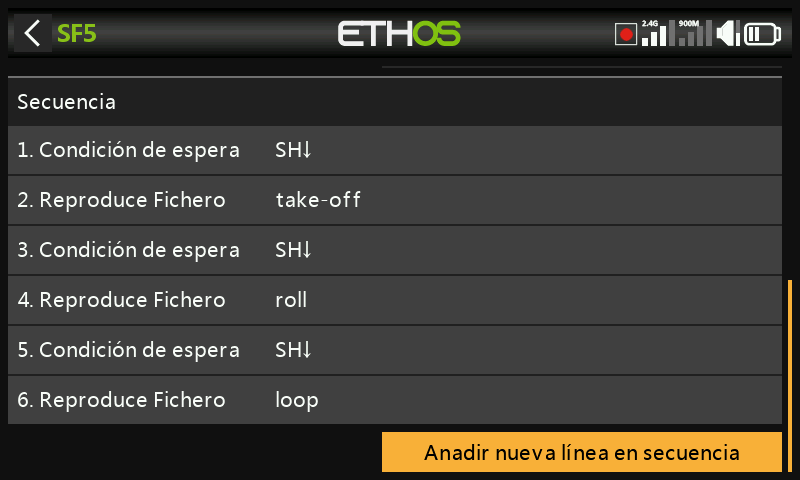 SF5
ETHOS
2.4G
900M
Secuencia
1. Condición de espera SH↓
2. Reproduce Fichero take-off
3. Condición de espera SH↓
4. Reproduce Fichero roll
5. Condición de espera SH↓
6. Reproduce Fichero loop
Anadir nueva línea en secuencia